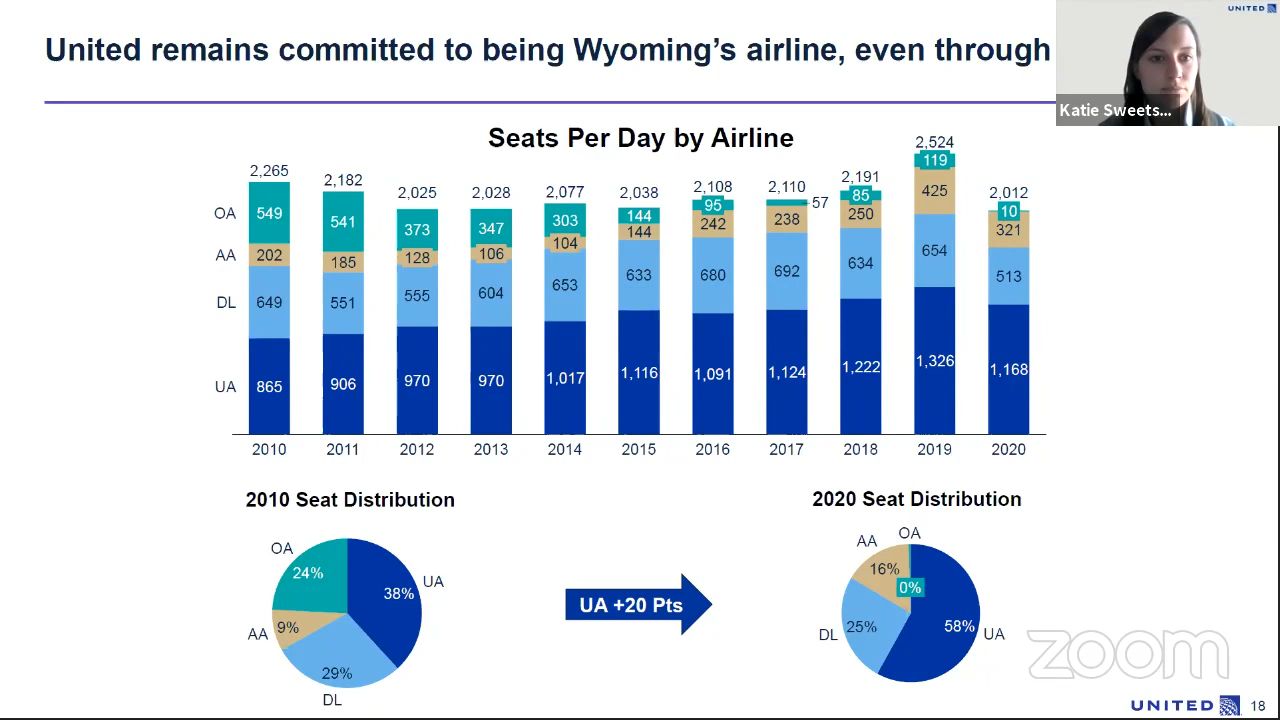 United remains committed to being Wyoming's airline, even through
UNITED
Katie Sweets...
Seats Per Day by Airline
2,265 2,182 2,025 2,028 2,077 2,038 2,108 2,110 2,191 2,524 2,012
OA 549 541 373 347 303 144 95 57 85 119 10
AA 202 185 128 106 104 144 242 238 250 425 321
DL 649 551 555 604 653 633 680 692 634 654 513
UA 865 906 970 970 1,017 1,116 1,091 1,124 1,222 1,326 1,168
2010 2011 2012 2013 2014 2015 2016 2017 2018 2019 2020
2010 Seat Distribution
OA
24%
UA
38%
AA
9%
29%
DL
UA +20 Pts
2020 Seat Distribution
OA
AA
16%
0%
DL
25%
58%
UA
zoom
UNITED 18